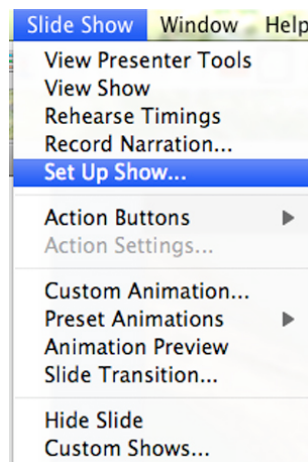 Slide Show Window Help
View Presenter Tools
View Show
Rehearse Timings
Record Narration...
Set Up Show...
Action Buttons
Action Settings...
Custom Animation...
Preset Animations
Animation Preview
Slide Transition...
Hide Slide
Custom Shows...